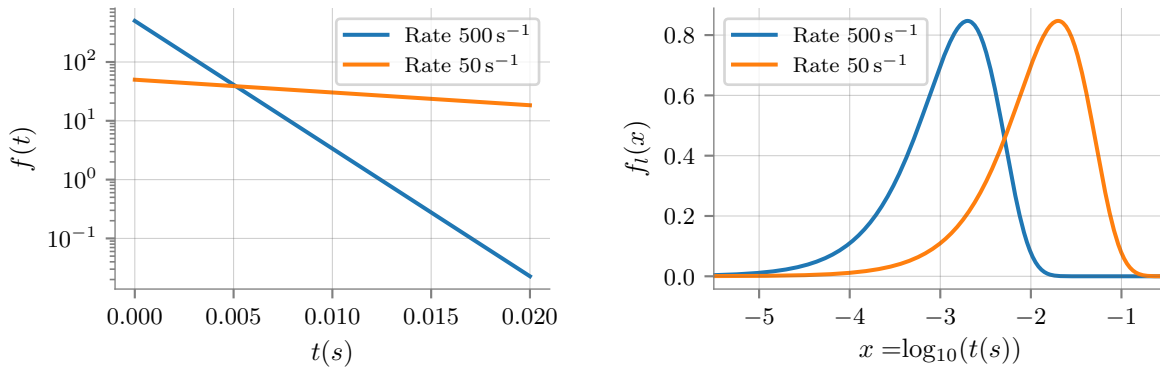 f(t)
10²
10¹
10⁰
10⁻¹
Rate 500 s⁻¹
Rate 50 s⁻¹
0.000 0.005 0.010 0.015 0.020
t(s)
fₗ(x)
0.8
0.6
0.4
0.2
0.0
Rate 500 s⁻¹
Rate 50 s⁻¹
−5 −4 −3 −2 −1
x =log₁₀(t(s))